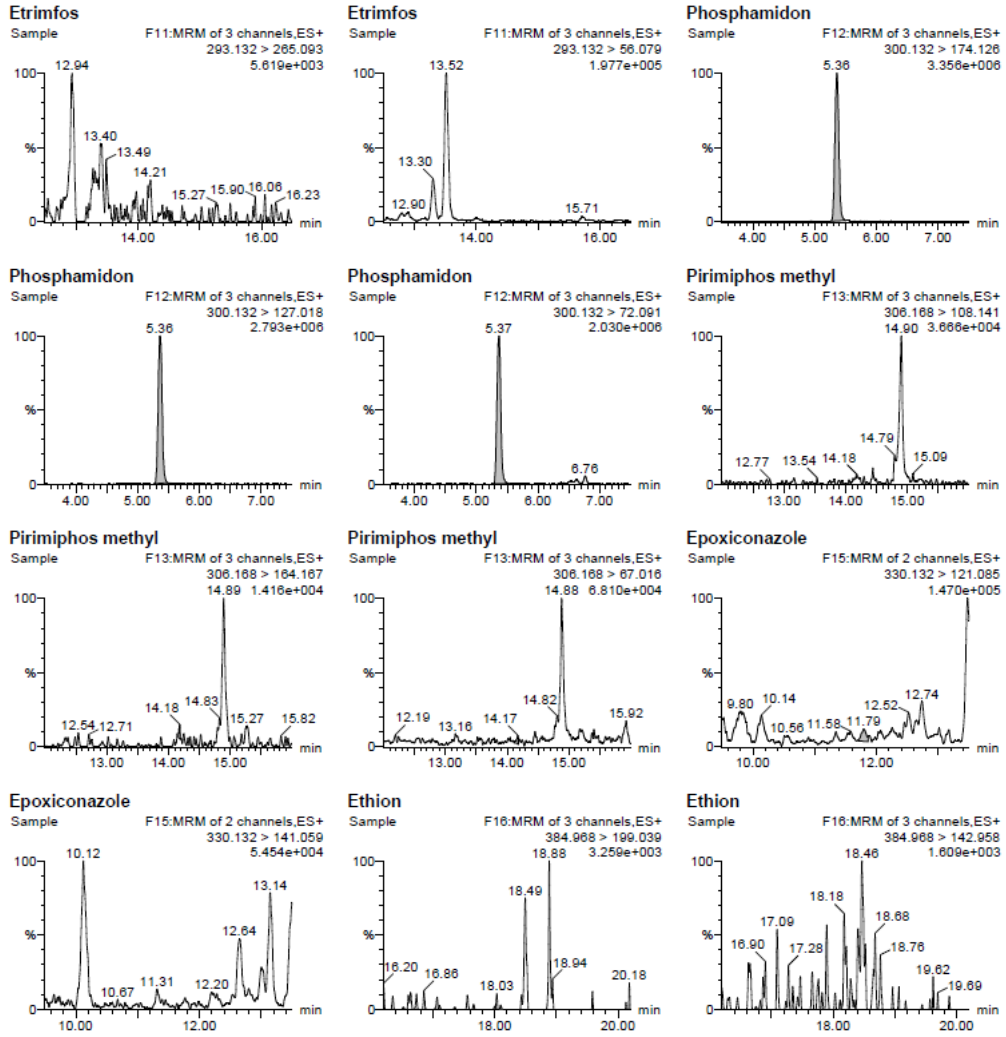 Etrimfos
Sample F11:MRM of 3 channels,ES+
293.132 > 265.093
5.619e+003
100
12.94
13.40
13.49
14.21
15.27
15.90
16.06
16.23
%
0
min
14.00 16.00
Etrimfos
Sample F11:MRM of 3 channels,ES+
293.132 > 56.079
1.977e+005
100
13.52
13.30
12.90
15.71
%
0
min
14.00 16.00
Phosphamidon
Sample F12:MRM of 3 channels,ES+
300.132 > 174.126
3.356e+006
100
5.36
%
0
min
4.00 5.00 6.00 7.00
Phosphamidon
Sample F12:MRM of 3 channels,ES+
300.132 > 127.018
2.793e+006
100
5.36
%
0
min
4.00 5.00 6.00 7.00
Phosphamidon
Sample F12:MRM of 3 channels,ES+
300.132 > 72.091
2.030e+006
100
5.37
6.76
%
0
min
4.00 5.00 6.00 7.00
Pirimiphos methyl
Sample F13:MRM of 3 channels,ES+
306.168 > 108.141
14.90 3.666e+004
100
14.79
12.77
13.54
14.18
15.09
%
0
min
13.00 14.00 15.00
Pirimiphos methyl
Sample F13:MRM of 3 channels,ES+
306.168 > 164.167
14.89 1.416e+004
100
14.83
14.18
12.54
12.71
15.27
15.82
%
0
min
13.00 14.00 15.00
Pirimiphos methyl
Sample F13:MRM of 3 channels,ES+
306.168 > 67.016
14.88 6.810e+004
100
14.82
12.19
13.16
14.17
15.92
%
0
min
13.00 14.00 15.00
Epoxiconazole
Sample F15:MRM of 2 channels,ES+
330.132 > 121.085
1.470e+005
100
9.80
10.14
10.56
11.58
11.79
12.52
12.74
%
0
min
10.00 12.00
Epoxiconazole
Sample F15:MRM of 2 channels,ES+
330.132 > 141.059
5.454e+004
100
10.12
13.14
12.64
11.31
10.67
12.20
%
0
min
10.00 12.00
Ethion
Sample F16:MRM of 3 channels,ES+
384.968 > 199.039
3.259e+003
100
18.88
18.49
16.20
16.86
18.03
18.94
20.18
%
0
min
18.00 20.00
Ethion
Sample F16:MRM of 3 channels,ES+
384.968 > 142.958
1.609e+003
100
18.46
18.18
17.09
16.90
17.28
18.68
18.76
19.62
19.69
%
0
min
18.00 20.00